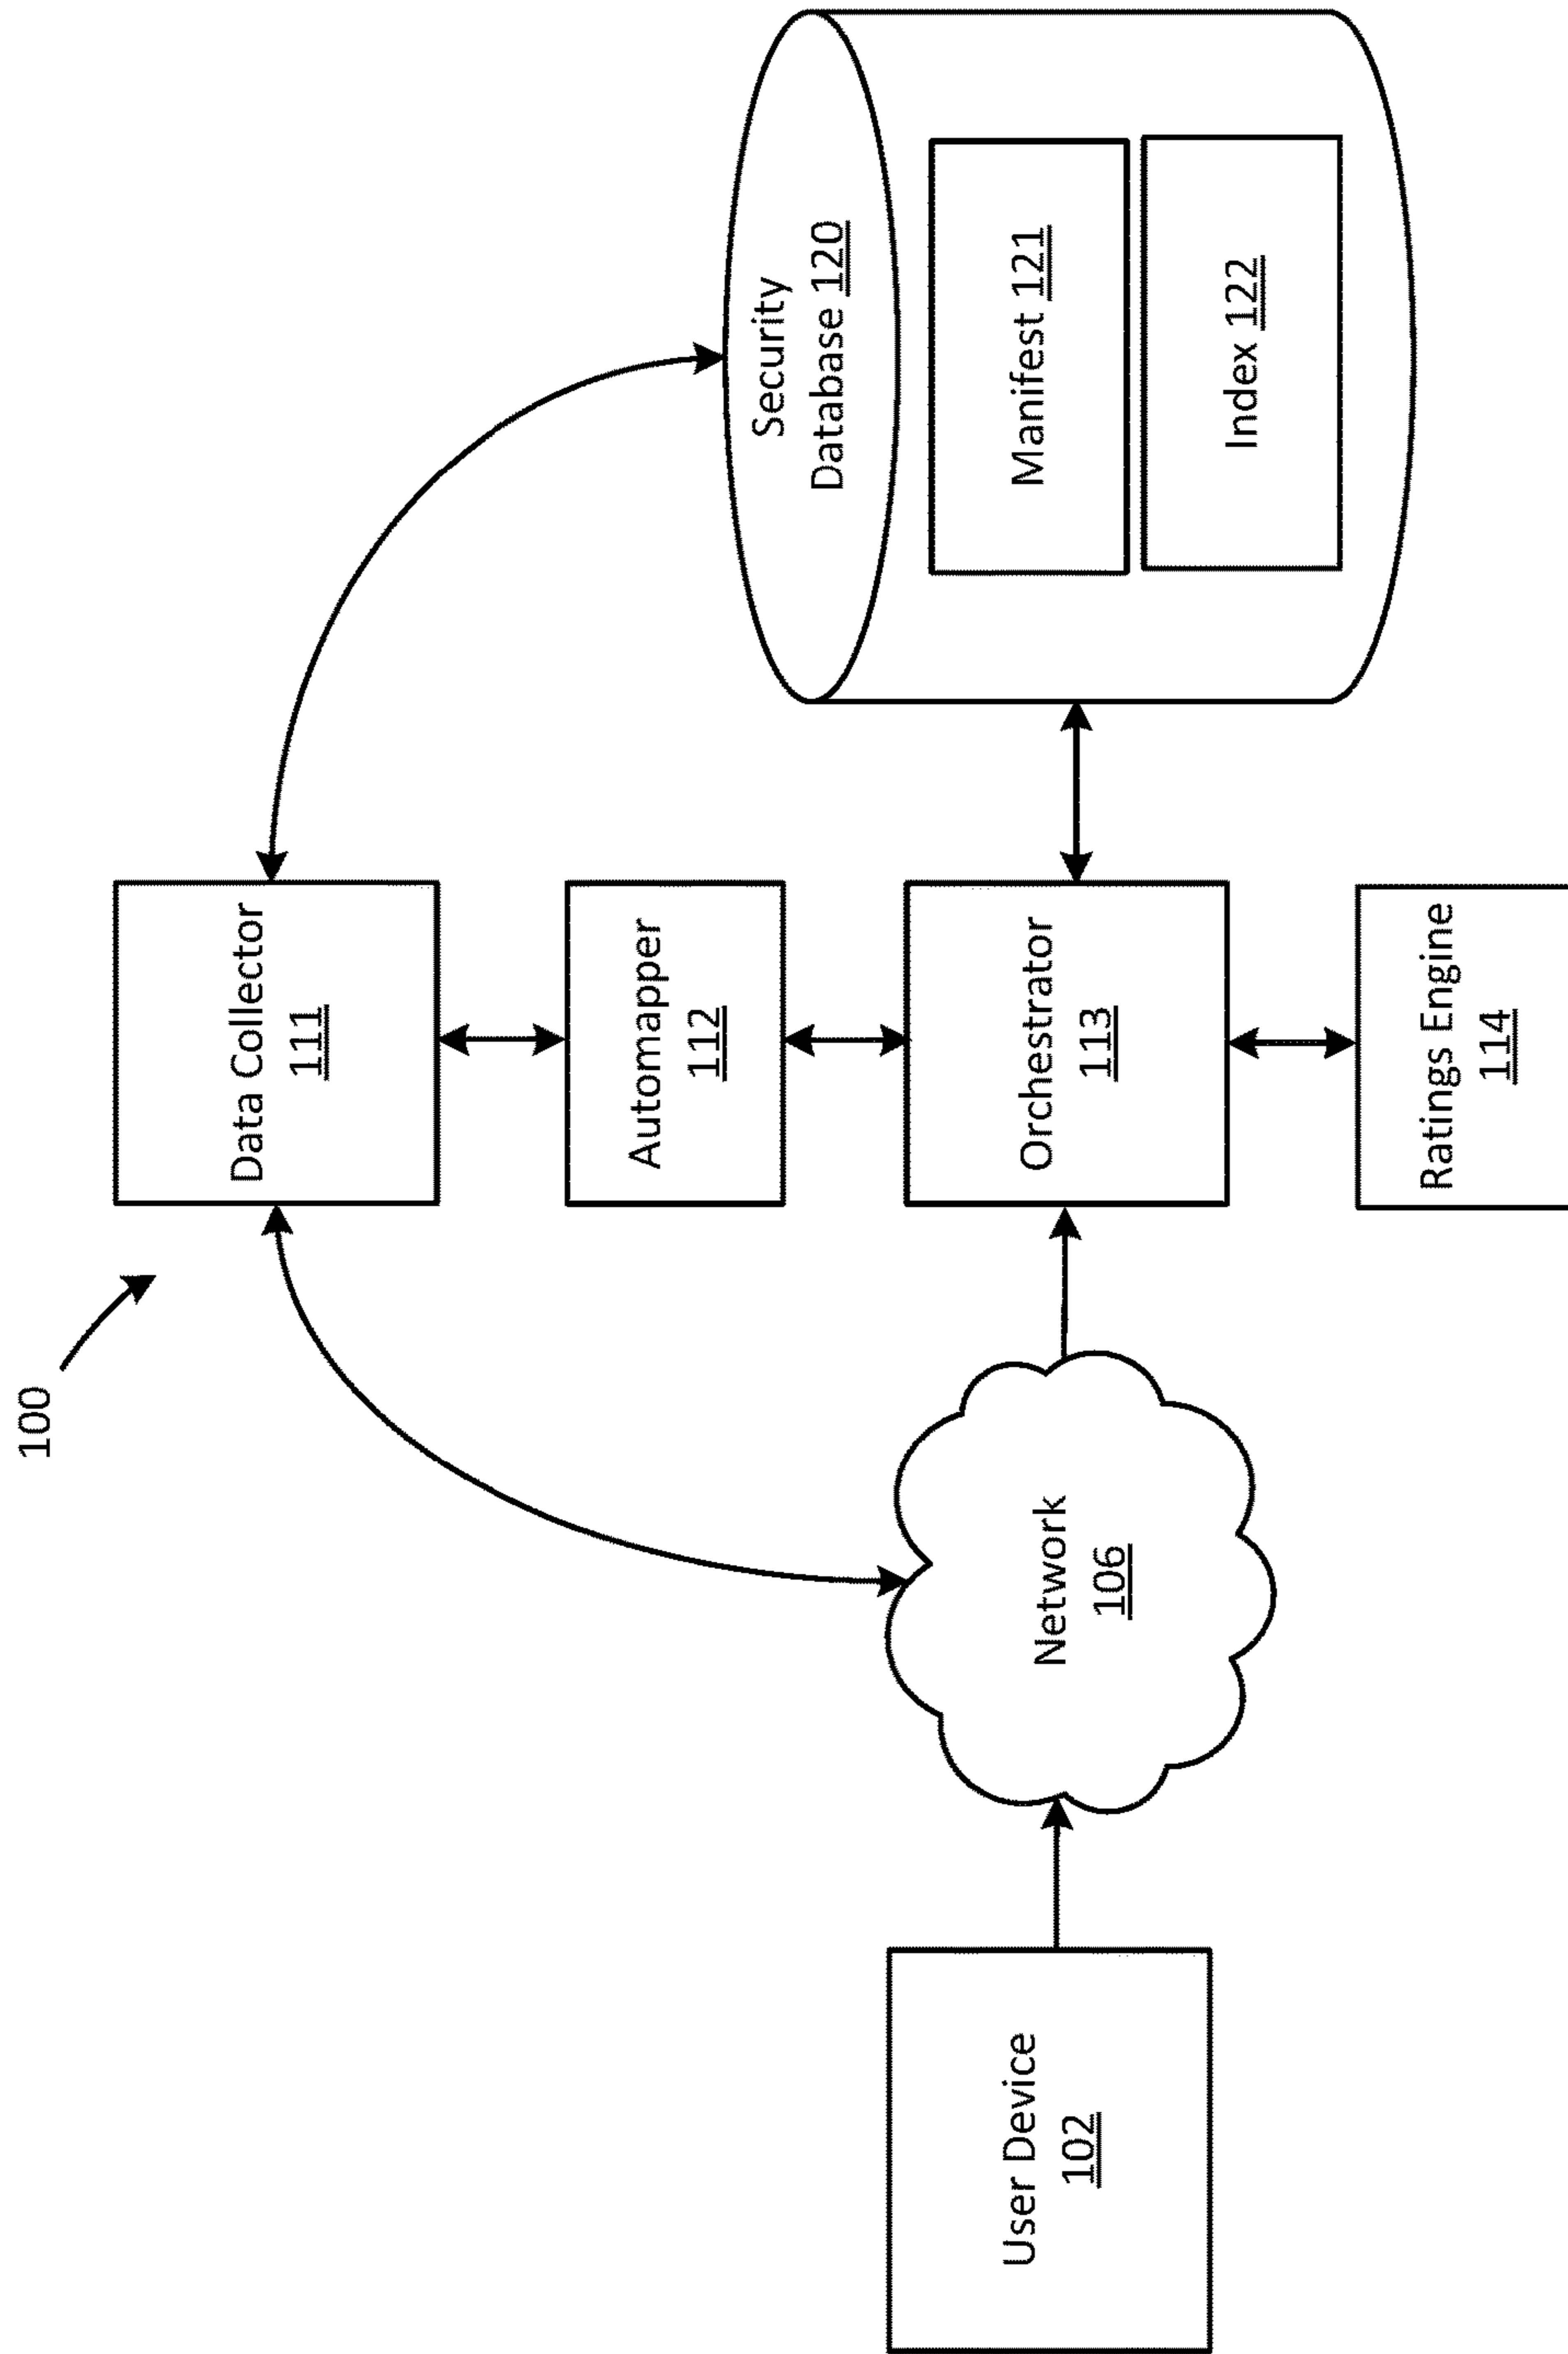 100
Data Collector
111
Security
Database 120
Automapper
112
Manifest 121
User Device
102
Network
106
Orchestrator
113
Index 122
Ratings Engine
114